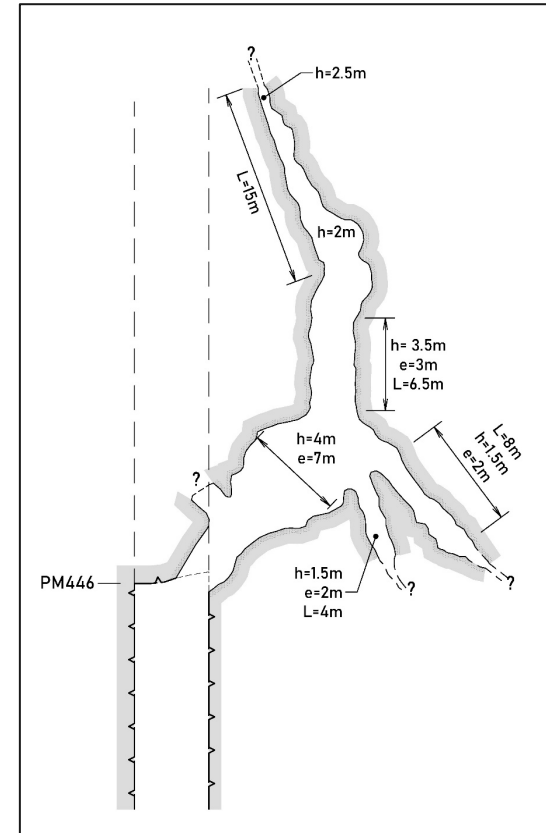 ?
h=2.5m
L=15m
h=2m
h= 3.5m
e=3m
L=6.5m
L=8m
h=1.5m
e=2m
h=4m
e=7m
?
PM446
h=1.5m
e=2m
L=4m
?
?